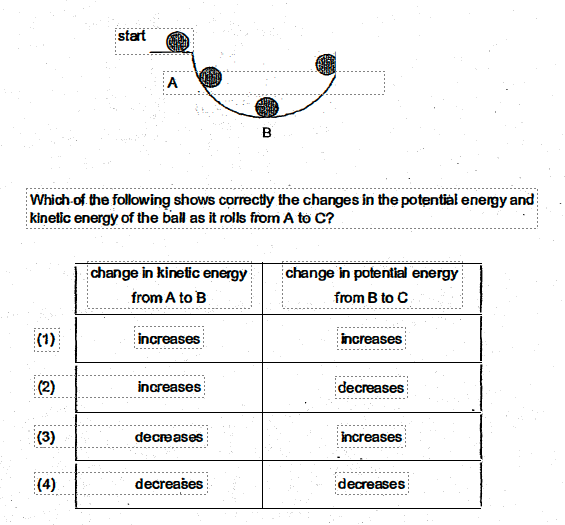 start
A
B
Which of the following shows correctly the changes in the potential energy and
kinetic energy of the ball as it rolls from A to C?
change in kinetic energy change in potential energy
from A to B from B to C
(1) increases increases
(2) increases decreases
(3) decreases increases
(4) decreases decreases